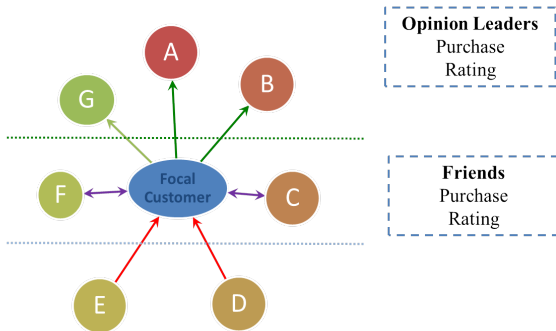 A
B
G
Opinion Leaders
Purchase
Rating
F
Focal
Customer
C
Friends
Purchase
Rating
E
D